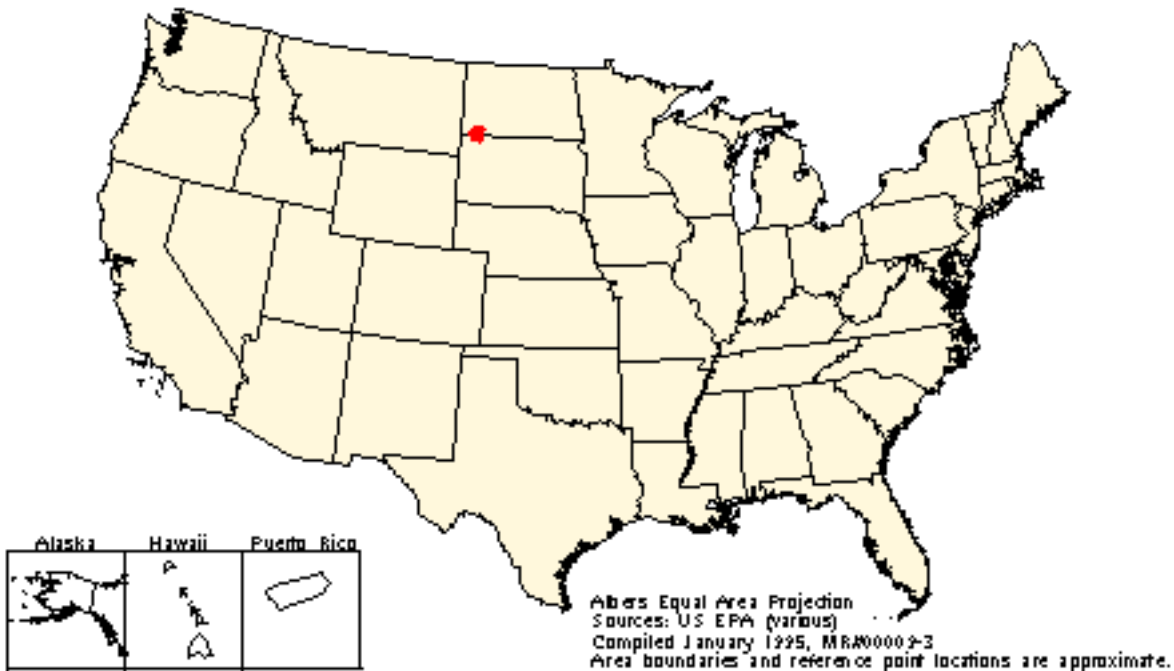 Alaska Hawaii Puerto Rico
Albers Equal Area Projection
Sources: US EPA (various)
Compiled January 1995, MR#00009-3
Area boundaries and reference point locations are approximate.